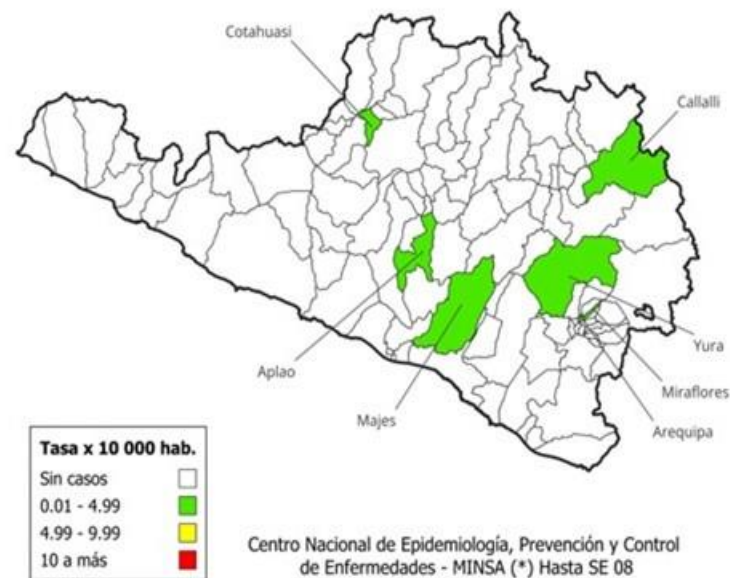 Cotahuasi
Callalli
Yura
Aplao
Miraflores
Majes
Arequipa
Tasa x 10 000 hab.
Sin casos
0.01 - 4.99
4.99 - 9.99
10 a más
Centro Nacional de Epidemiología, Prevención y Control
de Enfermedades - MINSA (*) Hasta SE 08